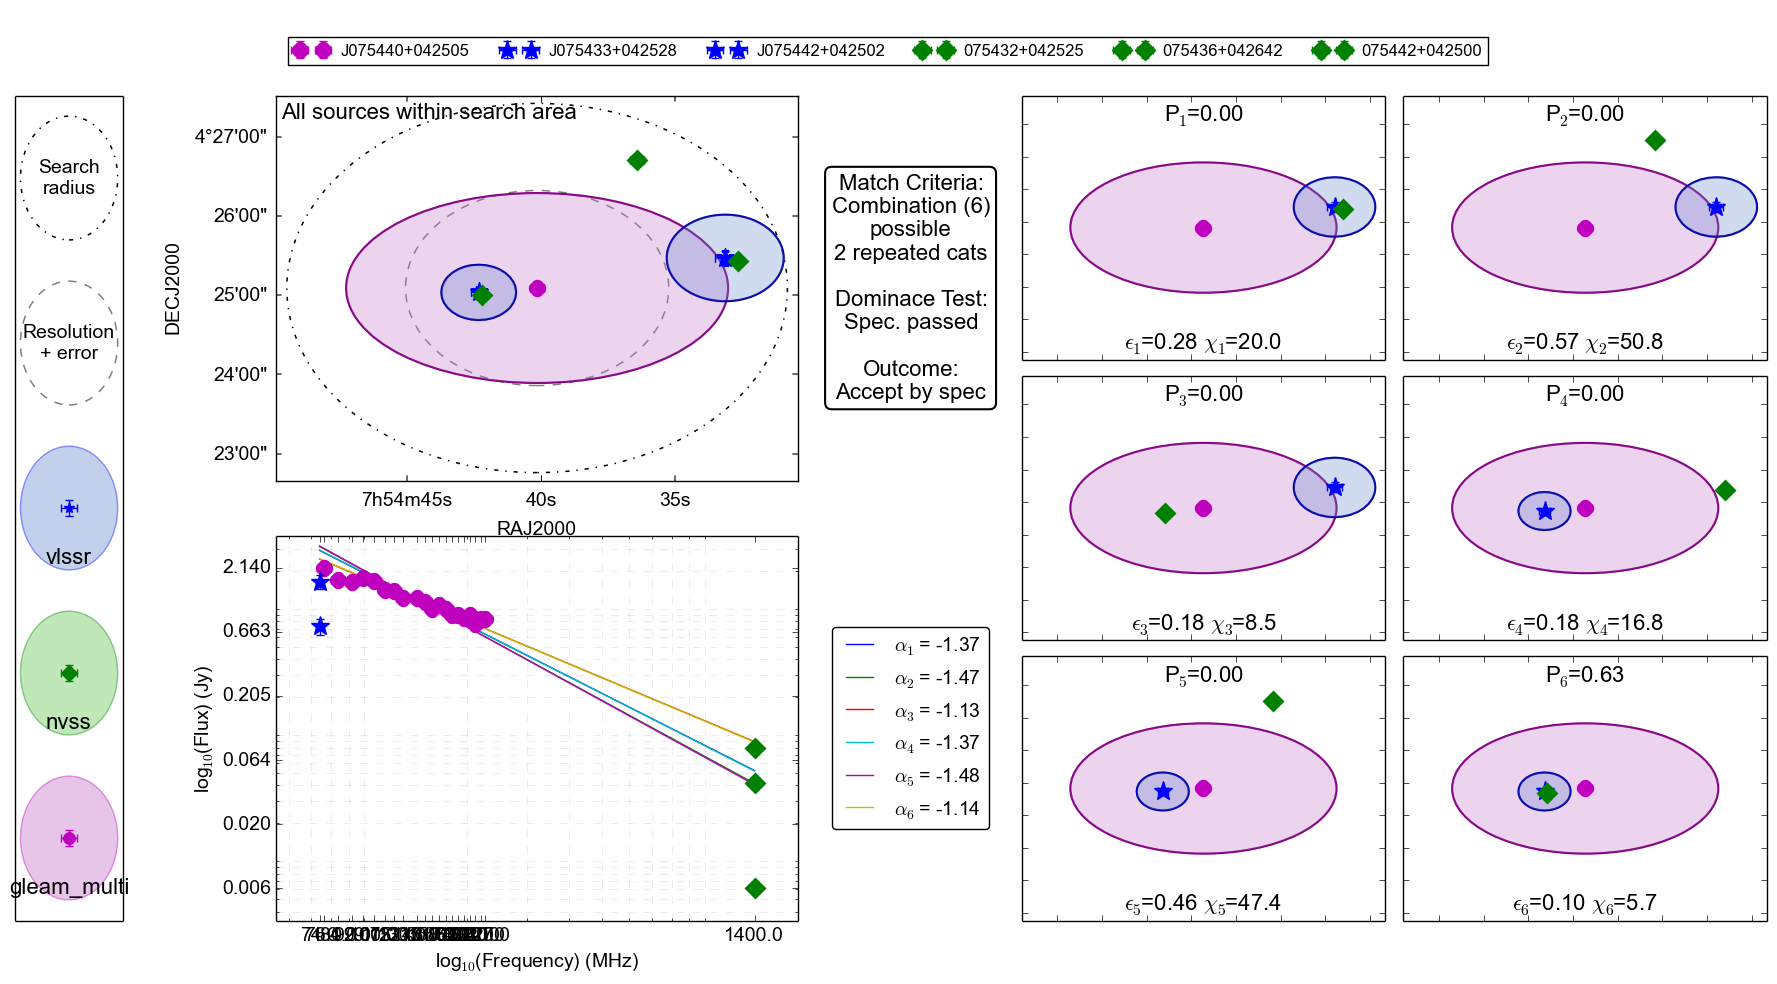 J075440+042505 J075433+042528 J075442+042502 075432+042525 075436+042642 075442+042500
Search
radius
Resolution
+ error
vlssr
nvss
gleam_multi
All sources within search area
4°27'00"
26'00"
25'00"
24'00"
23'00"
DECJ2000
7h54m45s 40s 35s
RAJ2000
2.140
0.663
0.205
0.064
0.020
0.006
log₁₀(Flux) (Jy)
1400.0
log₁₀(Frequency) (MHz)
Match Criteria:
Combination (6)
possible
2 repeated cats
Dominace Test:
Spec. passed
Outcome:
Accept by spec
α₁ = -1.37
α₂ = -1.47
α₃ = -1.13
α₄ = -1.37
α₅ = -1.48
α₆ = -1.14
P₁=0.00
ϵ₁=0.28 χ₁=20.0
P₂=0.00
ϵ₂=0.57 χ₂=50.8
P₃=0.00
ϵ₃=0.18 χ₃=8.5
P₄=0.00
ϵ₄=0.18 χ₄=16.8
P₅=0.00
ϵ₅=0.46 χ₅=47.4
P₆=0.63
ϵ₆=0.10 χ₆=5.7